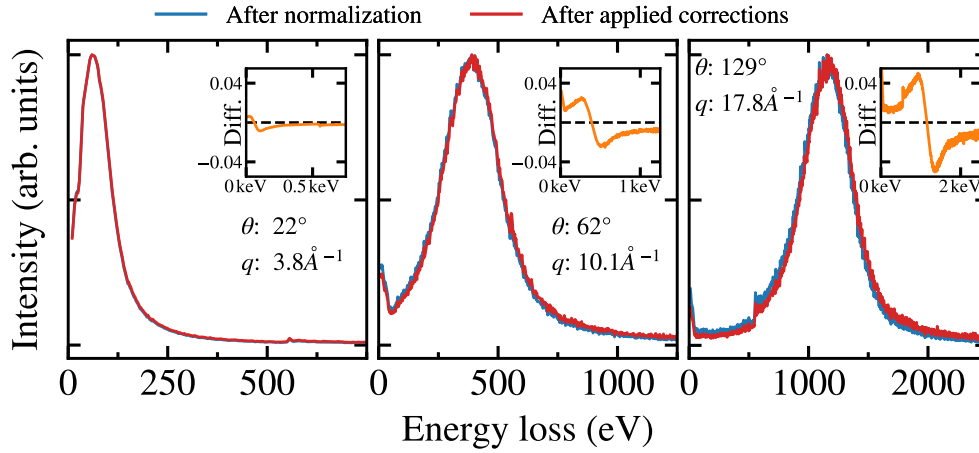 After normalization After applied corrections
Intensity (arb. units)
0.04
Diff.
−0.04
0 keV 0.5 keV
θ: 22°
q: 3.8Å⁻¹
0 250 500
0.04
Diff.
−0.04
0 keV 1 keV
θ: 62°
q: 10.1Å⁻¹
0 500 1000
θ: 129°
q: 17.8Å⁻¹
0.04
Diff.
−0.04
0 keV 2 keV
0 1000 2000
Energy loss (eV)